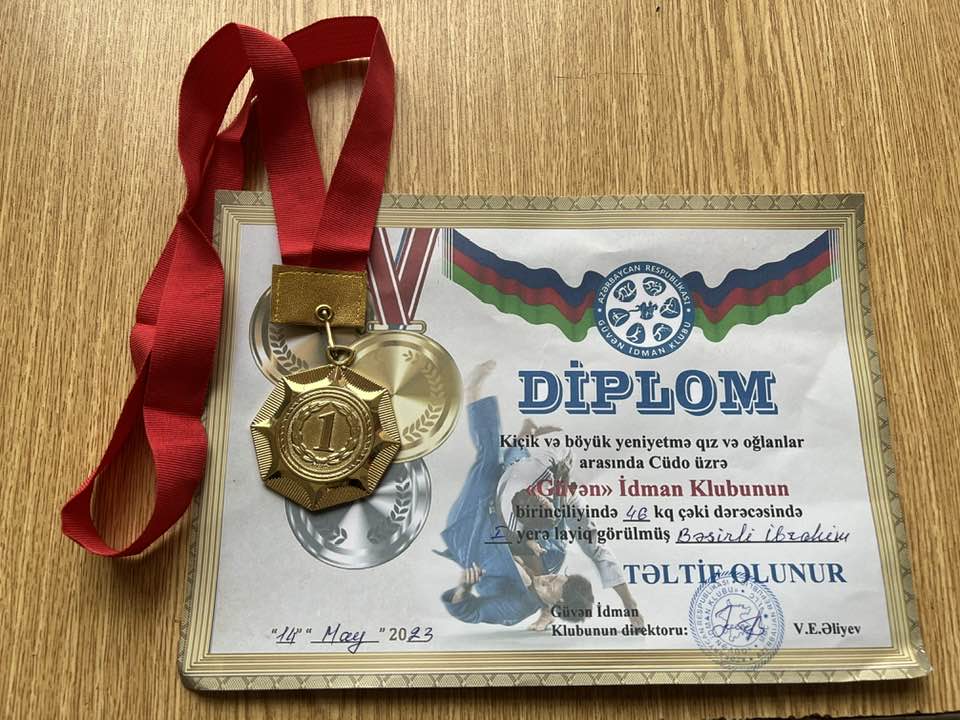 AZƏRBAYCAN RESPUBLİKASI
GÜVƏN İDMAN KLUBU
DİPLOM
Kiçik və böyük yeniyetmə qız və oğlanlar
arasında Cüdo üzrə
«Güvən» İdman Klubunun
birinciliyində 46 kq çəki dərəcəsində
I yerə layiq görülmüş Bəsirli İbrahim
TƏLTİF OLUNUR
Güvən İdman
Klubunun direktoru: V.E.Əliyev
"14" "May" 2023
1